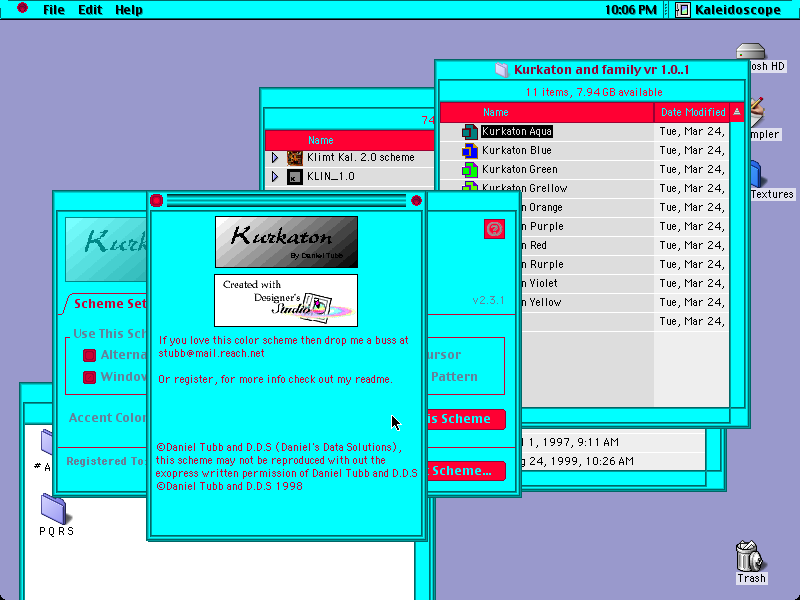 File Edit Help
10:06 PM
Kaleidoscope
osh HD
mpler
Textures
Trash
Kurkaton and family vr 1.0..1
11 items, 7.94 GB available
Name
Date Modified
Kurkaton Aqua
Tue, Mar 24,
Kurkaton Blue
Tue, Mar 24,
Kurkaton Green
Tue, Mar 24,
Kurkaton Grellow
Tue, Mar 24,
n Orange
Tue, Mar 24,
n Purple
Tue, Mar 24,
n Red
Tue, Mar 24,
n Rurple
Tue, Mar 24,
n Violet
Tue, Mar 24,
n Yellow
Tue, Mar 24,
Tue, Mar 24,
74
Name
Klimt Kal. 2.0 scheme
KLIN_1.0
1, 1997, 9:11 AM
g 24, 1999, 10:26 AM
Kurk
v2.3.1
Scheme Set
Use This Sch
Alterna
ursor
Window
Pattern
Accent Color
is Scheme
Registered To:
Scheme...
Kurkaton
By Daniel Tubb
Created with
Designer's
Studio
If you love this color scheme then drop me a buss at
stubb@mail.reach.net
Or register, for more info check out my readme.
©Daniel Tubb and D.D.S (Daniel's Data Solutions),
this scheme may not be reproduced with out the
exopress written permission of Daniel Tubb and D.D.S
©Daniel Tubb and D.D.S 1998
# A
PQRS